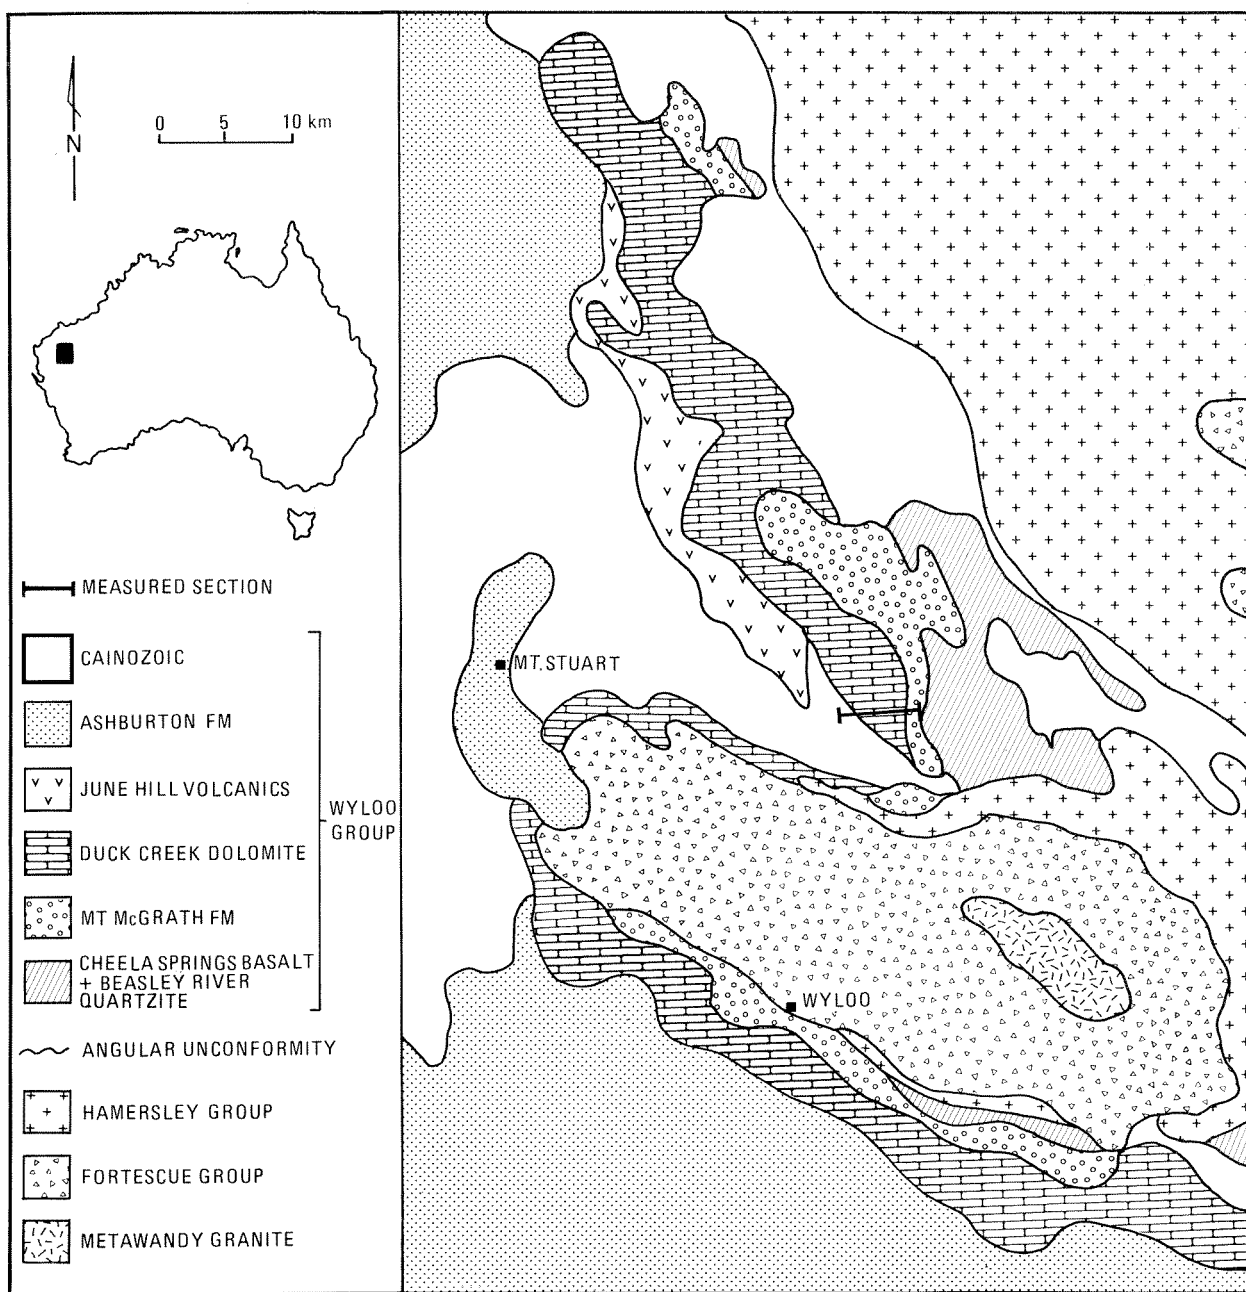 N
0 5 10 km
MEASURED SECTION
CAINOZOIC
ASHBURTON FM
JUNE HILL VOLCANICS
DUCK CREEK DOLOMITE
MT McGRATH FM
CHEELA SPRINGS BASALT
+ BEASLEY RIVER
QUARTZITE
WYLOO
GROUP
ANGULAR UNCONFORMITY
HAMERSLEY GROUP
FORTESCUE GROUP
METAWANDY GRANITE
MT. STUART
WYLOO